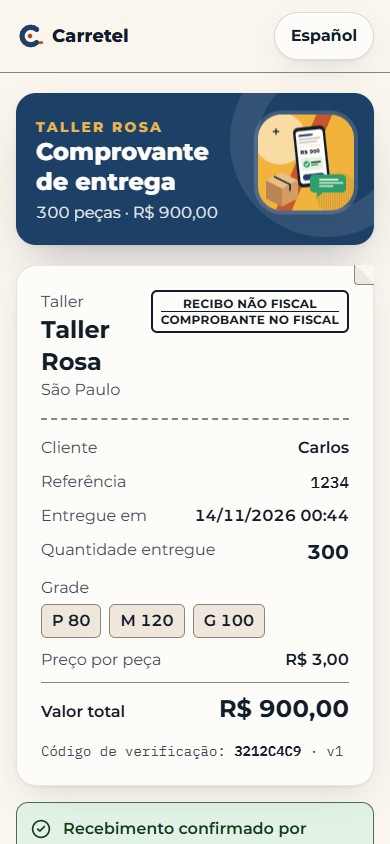 Carretel
Español
TALLER ROSA
Comprovante
de entrega
300 peças · R$ 900,00
R$ 900
Taller
Taller
Rosa
São Paulo
RECIBO NÃO FISCAL
COMPROBANTE NO FISCAL
Cliente Carlos
Referência 1234
Entregue em 14/11/2026 00:44
Quantidade entregue 300
Grade
P 80 M 120 G 100
Preço por peça R$ 3,00
Valor total R$ 900,00
Código de verificação: 3212C4C9 · v1
Recebimento confirmado por